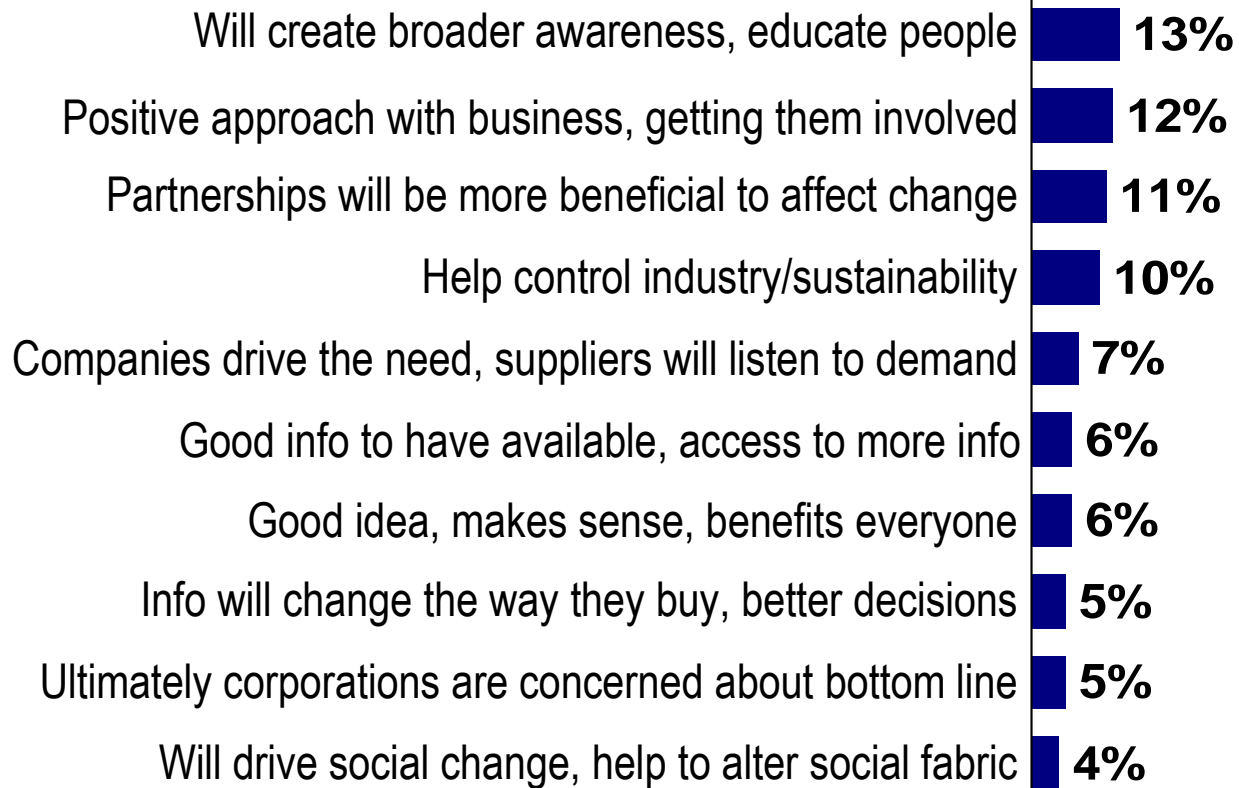 Will create broader awareness, educate people 13%
Positive approach with business, getting them involved 12%
Partnerships will be more beneficial to affect change 11%
Help control industry/sustainability 10%
Companies drive the need, suppliers will listen to demand 7%
Good info to have available, access to more info 6%
Good idea, makes sense, benefits everyone 6%
Info will change the way they buy, better decisions 5%
Ultimately corporations are concerned about bottom line 5%
Will drive social change, help to alter social fabric 4%